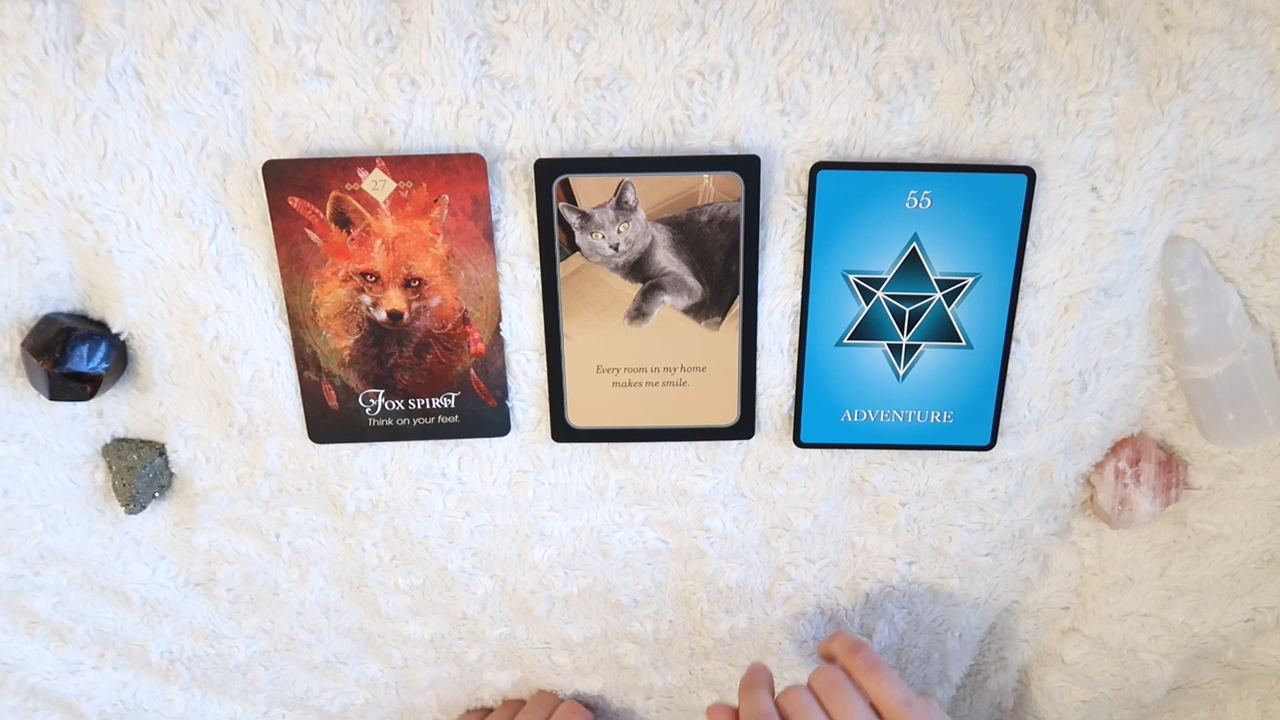 27
Fox Spirit
Think on your feet.
Every room in my home
makes me smile.
55
ADVENTURE